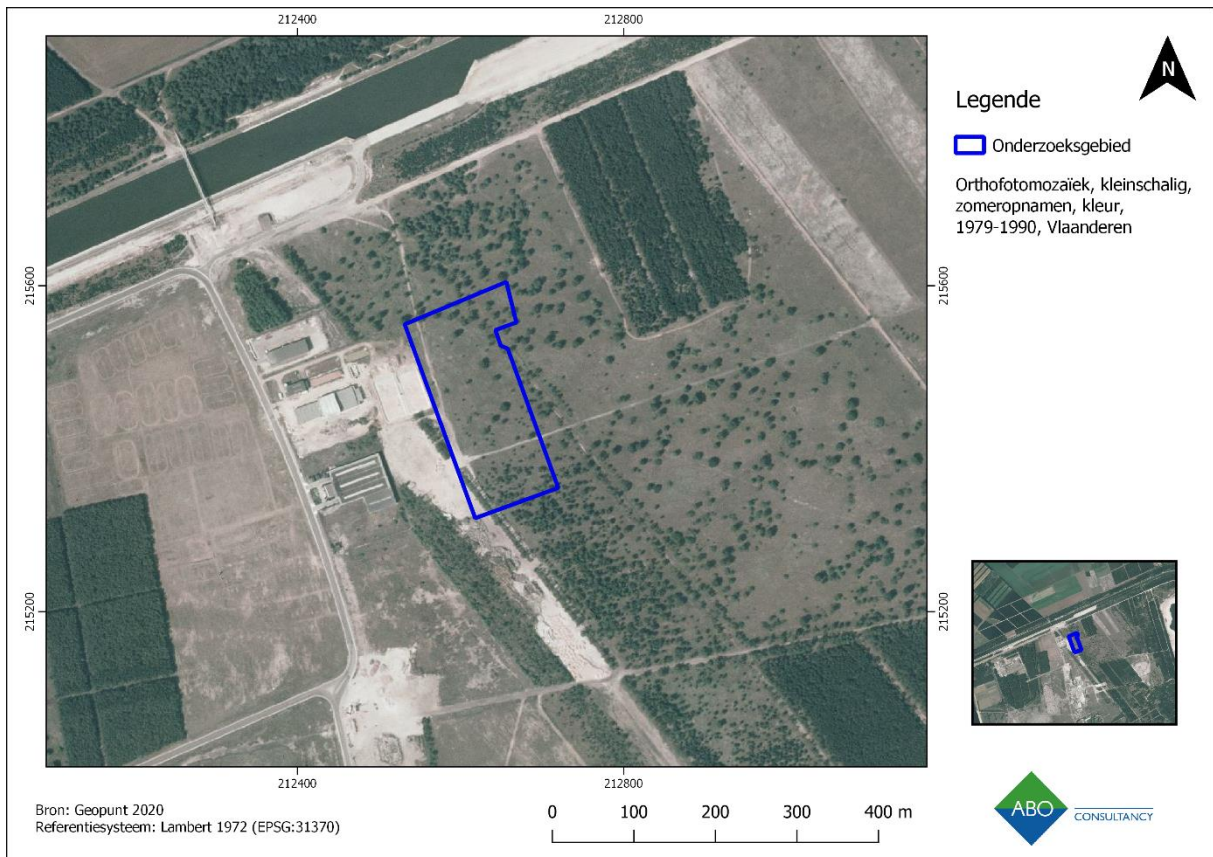 212400
212800
N
Legende
Onderzoeksgebied
Orthofotomozaïek, kleinschalig,
zomeropnamen, kleur,
1979-1990, Vlaanderen
215600
215600
215200
215200
212400
212800
Bron: Geopunt 2020
Referentiesysteem: Lambert 1972 (EPSG:31370)
0 100 200 300 400 m
ABO
CONSULTANCY